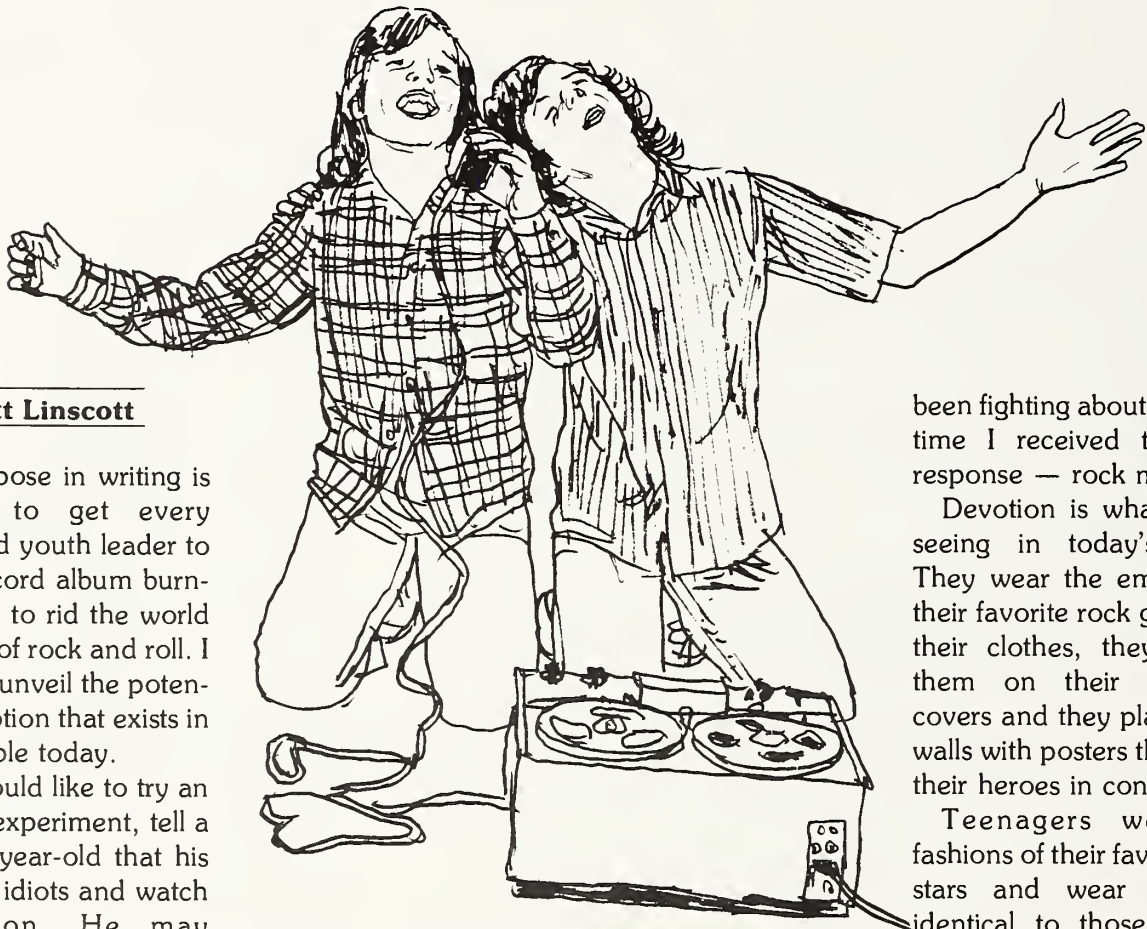 tt Linscott
pose in writing is
to get every
d youth leader to
cord album burn-
to rid the world
of rock and roll. I
unveil the poten-
otion that exists in
ple today.
ould like to try an
experiment, tell a
year-old that his
idiots and watch
on. He may
been fighting about
time I received t
response — rock n
Devotion is wha
seeing in today's
They wear the em
their favorite rock g
their clothes, they
them on their
covers and they pla
walls with posters th
their heroes in con
Teenagers we
fashions of their fav
stars and wear
identical to those